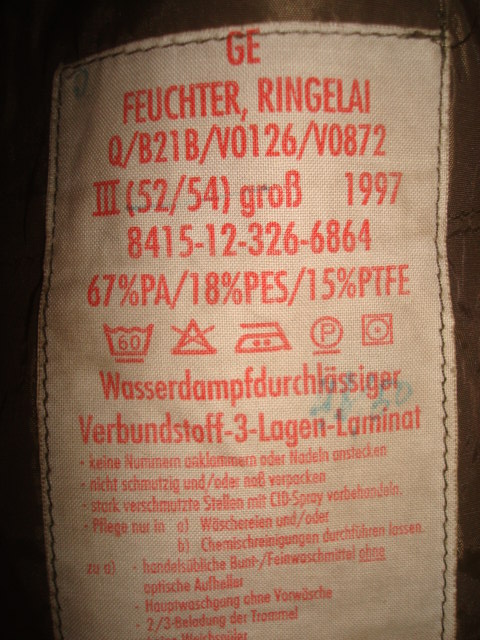 GE
FEUCHTER, RINGELAI
Q/B21B/V0126/V0872
III (52/54) groß 1997
8415-12-326-6864
67%PA/18%PES/15%PTFE
60 P
Wasserdampfdurchlässiger
Verbundstoff-3-Lagen-Laminat
- keine Nummern anklammern oder Nadeln anstecken
- nicht schmutzig und/oder naß verpacken
- stark verschmutzte Stellen mit CID-Spray vorbehandeln.
- Pflege nur in a) Wäschereien und/oder
b) Chemischreinigungen durchführen lassen.
zu a) - handelsübliche Bunt-/Feinwaschmittel ohne
optische Aufheller
- Hauptwaschgung ohne Vorwäsche
- 2/3-Beladung der Trommel
Weichspüler